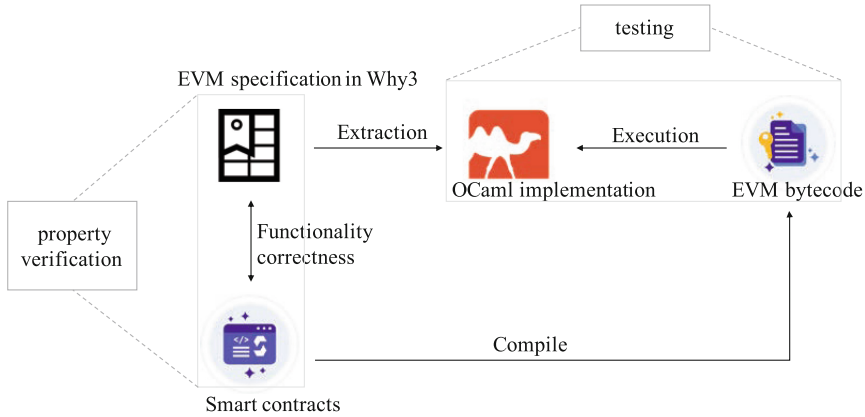 testing
EVM specification in Why3
Extraction
Execution
OCaml implementation
EVM bytecode
property
verification
Functionality
correctness
</>
Compile
Smart contracts